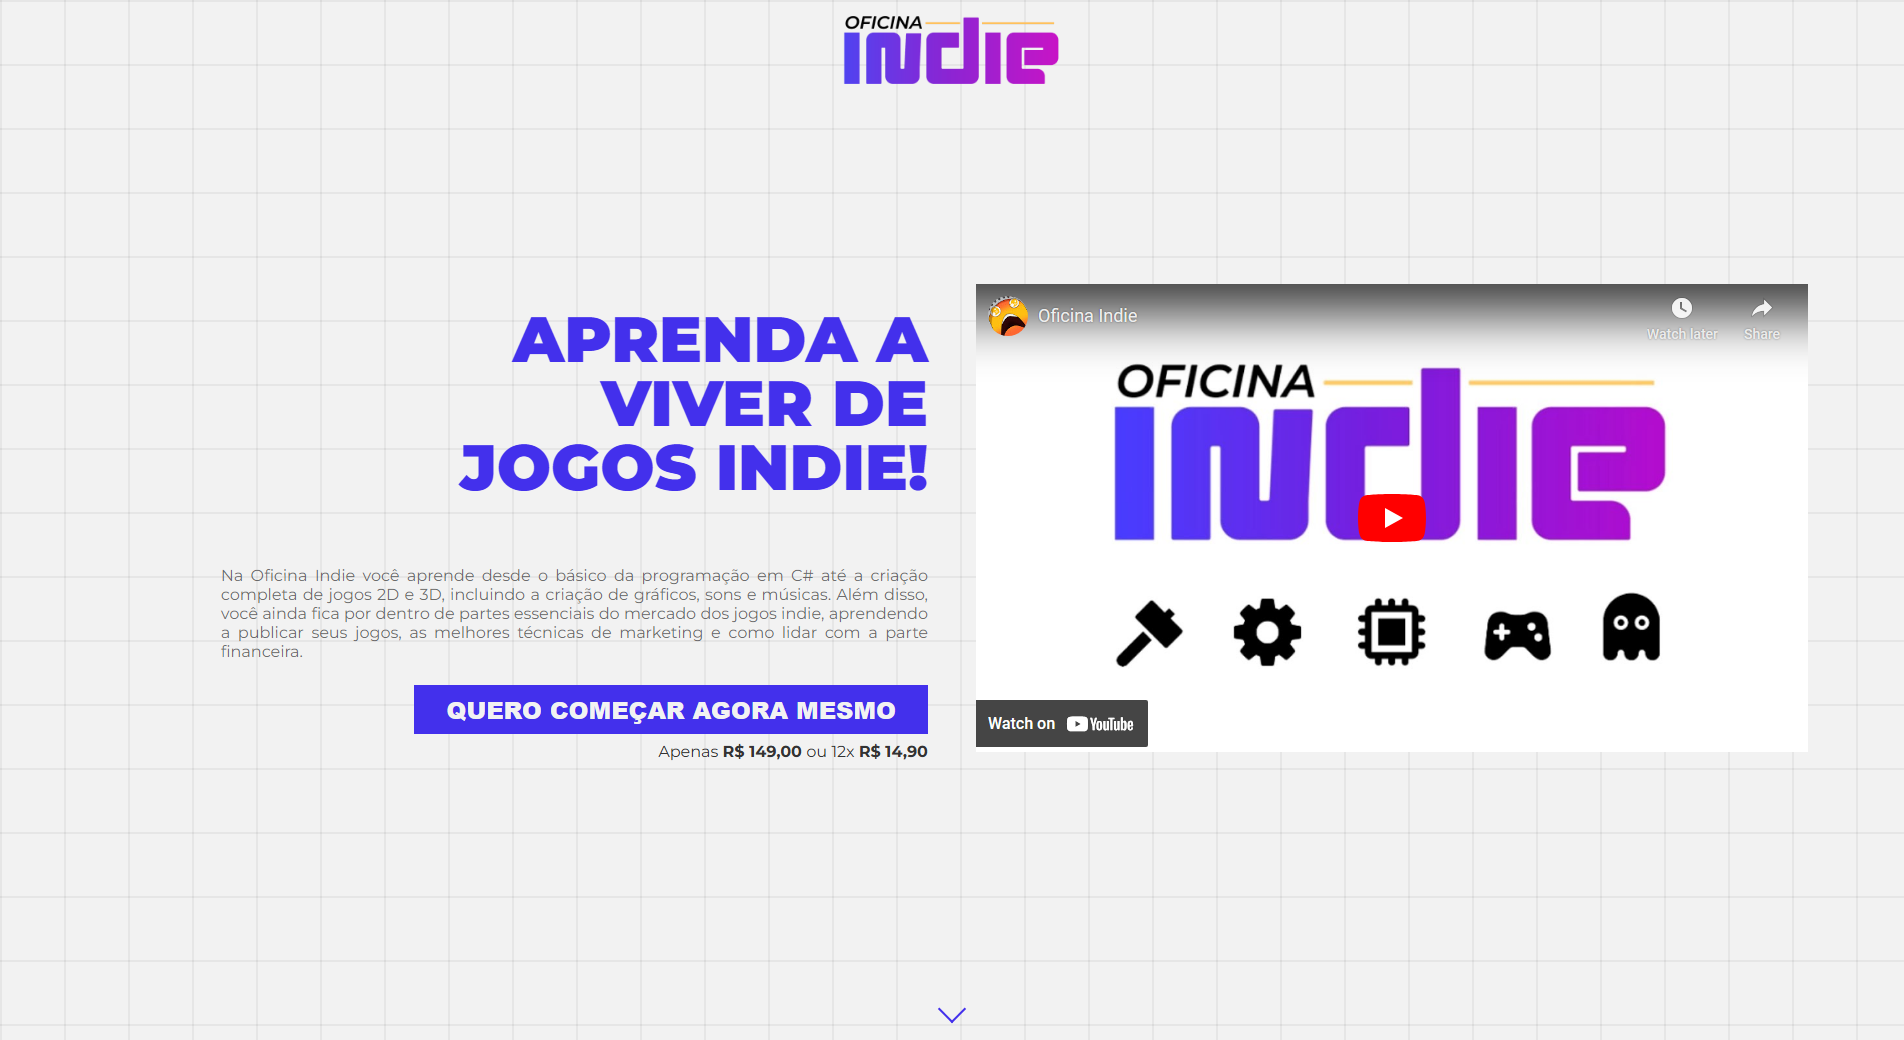 OFICINA
indie
APRENDA A
VIVER DE
JOGOS INDIE!
Na Oficina Indie você aprende desde o básico da programação em C# até a criação
completa de jogos 2D e 3D, incluindo a criação de gráficos, sons e músicas. Além disso,
você ainda fica por dentro de partes essenciais do mercado dos jogos indie, aprendendo
a publicar seus jogos, as melhores técnicas de marketing e como lidar com a parte
financeira.
QUERO COMEÇAR AGORA MESMO
Apenas R$ 149,00 ou 12x R$ 14,90
Oficina Indie
Watch later
Share
OFICINA
indie
Watch on YouTube